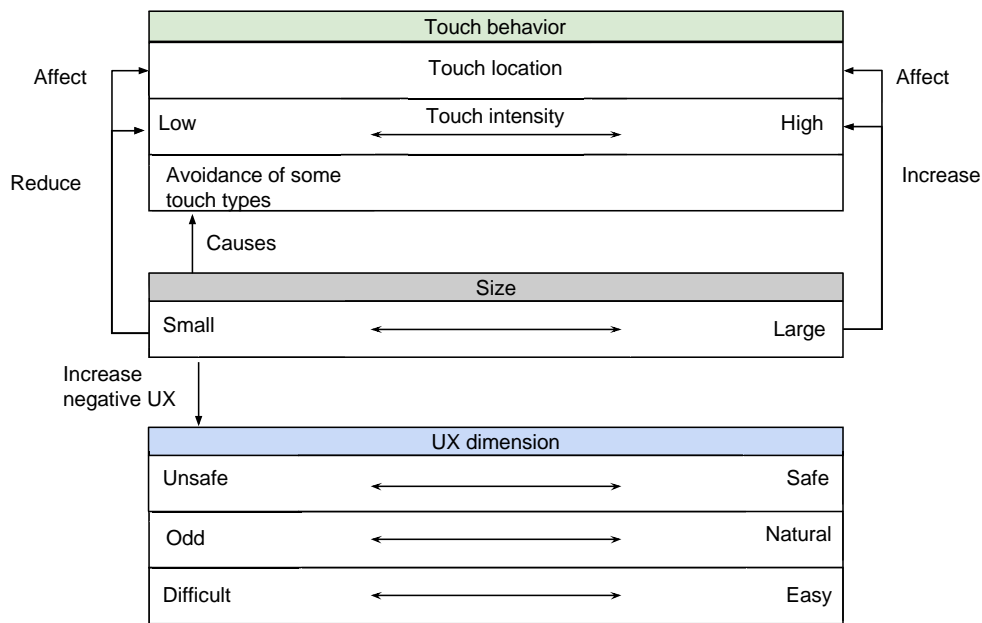 Touch behavior
Affect
Touch location
Affect
Low
Touch intensity
High
Reduce
Avoidance of some
touch types
Increase
Causes
Size
Small
Large
Increase
negative UX
UX dimension
Unsafe
Safe
Odd
Natural
Difficult
Easy